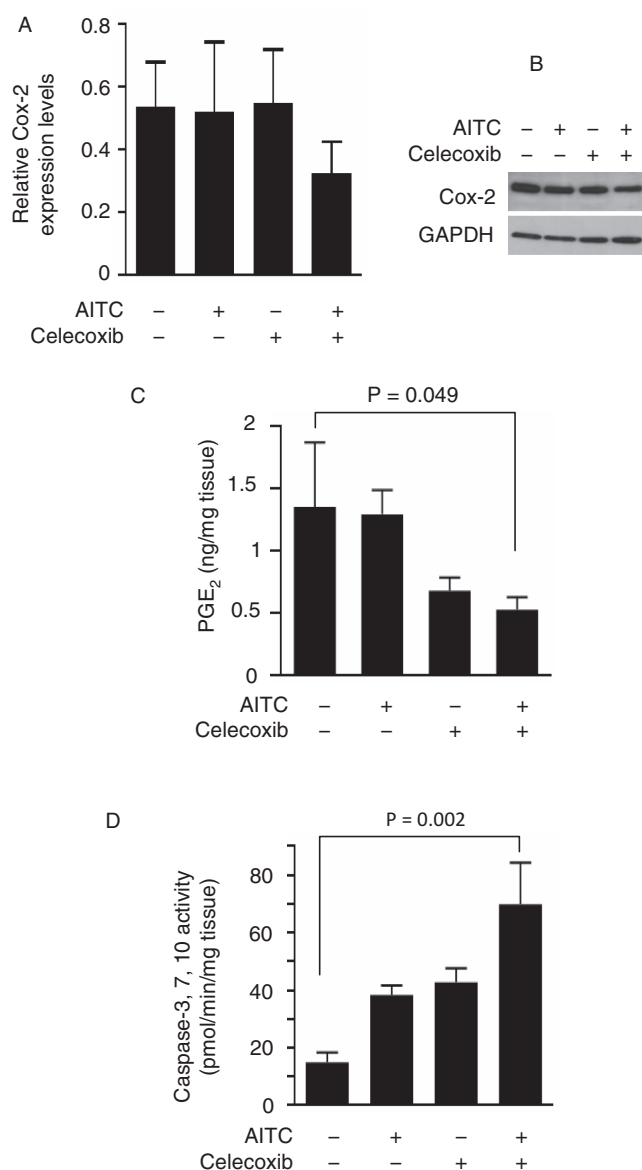 A
Relative Cox-2
expression levels
0.8
0.6
0.4
0.2
0
AITC – + – +
Celecoxib – – + +
B
AITC – + – +
Celecoxib – – + +
Cox-2
GAPDH
C
P = 0.049
PGE₂ (ng/mg tissue)
2
1.5
1
0.5
0
AITC – + – +
Celecoxib – – + +
D
P = 0.002
Caspase-3, 7, 10 activity
(pmol/min/mg tissue)
80
60
40
20
0
AITC – + – +
Celecoxib – – + +